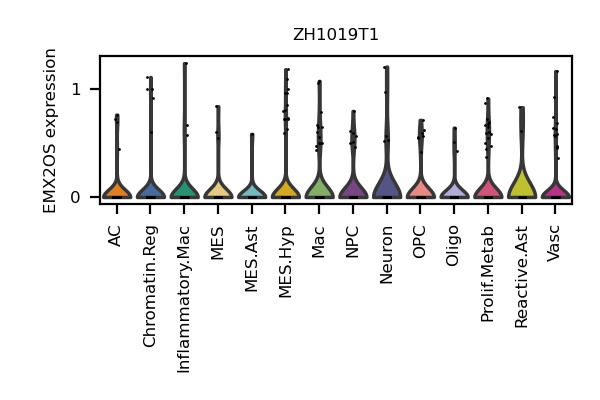 ZH1019T1
EMX2OS expression
1
0
AC
Chromatin.Reg
Inflammatory.Mac
MES
MES.Ast
MES.Hyp
Mac
NPC
Neuron
OPC
Oligo
Prolif.Metab
Reactive.Ast
Vasc